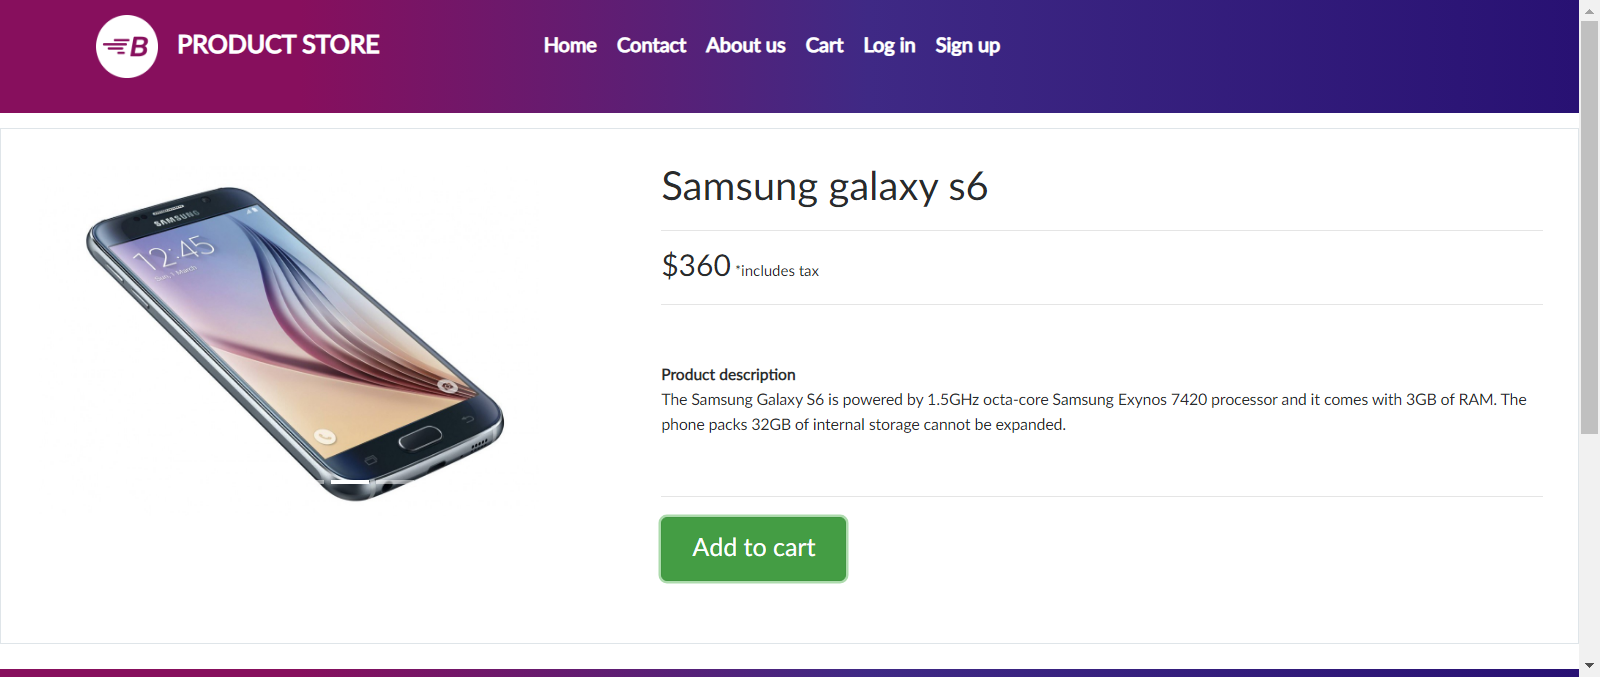 B
PRODUCT STORE
Home Contact About us Cart Log in Sign up
SAMSUNG
12:45
Sun, 1 March
Samsung galaxy s6
$360 *includes tax
Product description
The Samsung Galaxy S6 is powered by 1.5GHz octa-core Samsung Exynos 7420 processor and it comes with 3GB of RAM. The
phone packs 32GB of internal storage cannot be expanded.
Add to cart